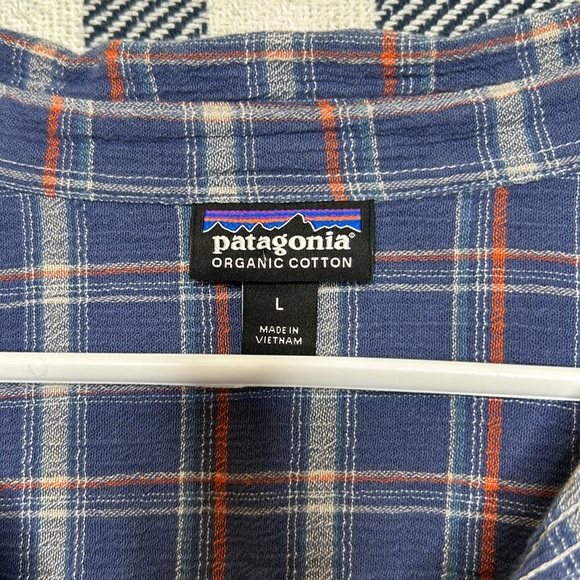 patagonia®
ORGANIC COTTON
L
MADE IN
VIETNAM